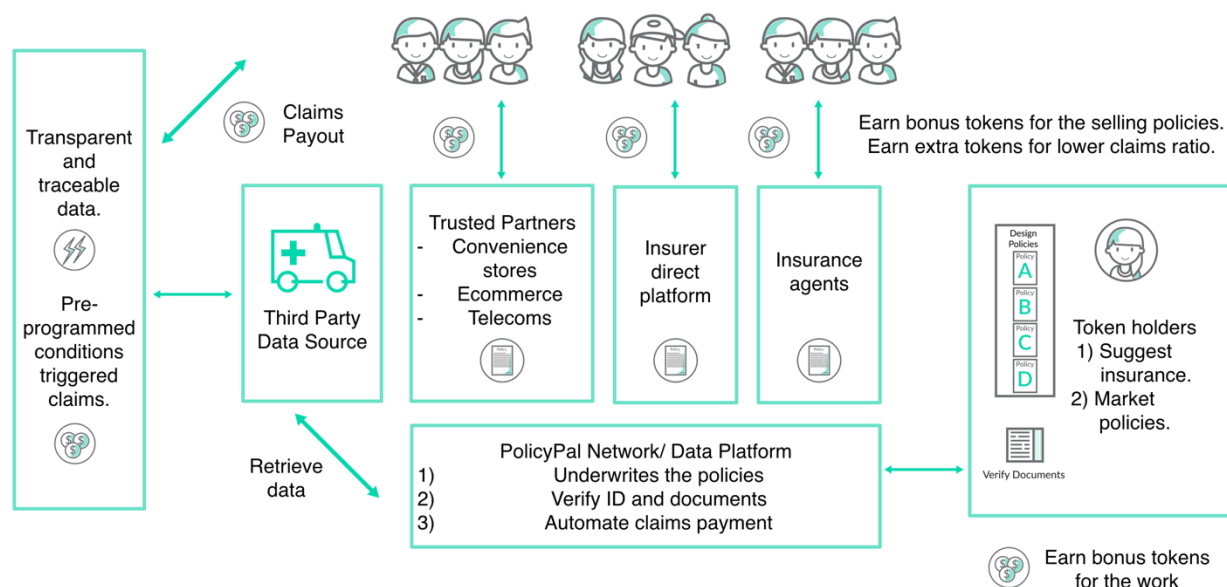 Claims
Payout
Earn bonus tokens for the selling policies.
Earn extra tokens for lower claims ratio.
Transparent
and
traceable
data.
Pre-
programmed
conditions
triggered
claims.
Third Party
Data Source
Trusted Partners
- Convenience
stores
- Ecommerce
- Telecoms
Policy
Insurer
direct
platform
Policy
Insurance
agents
Policy
Design
Policies
Policy
A
Policy
B
Policy
C
Policy
D
Verify Documents
Token holders
1) Suggest
insurance.
2) Market
policies.
Retrieve
data
PolicyPal Network/ Data Platform
1) Underwrites the policies
2) Verify ID and documents
3) Automate claims payment
Earn bonus tokens
for the work